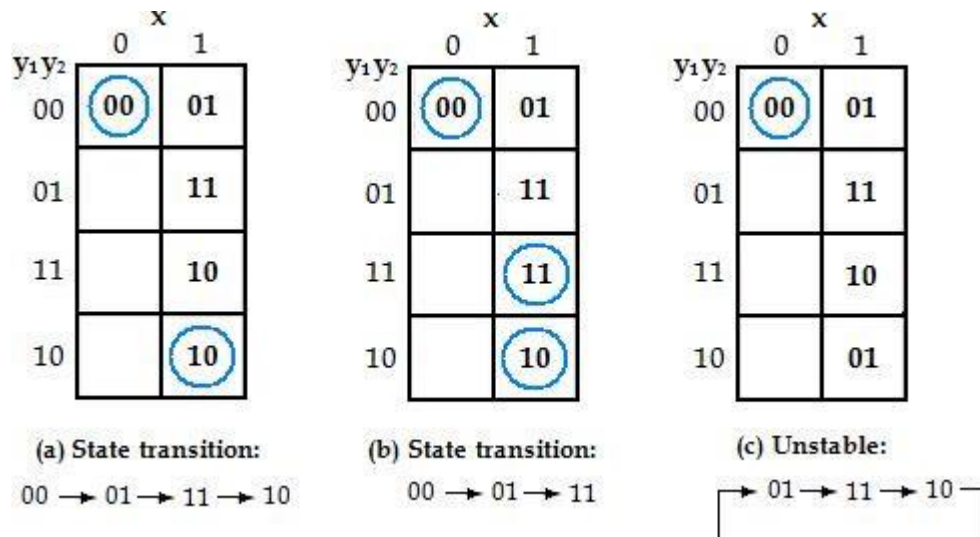 x x x
0 1 0 1 0 1
y₁y₂ y₁y₂ y₁y₂
00 00 01 00 00 01 00 00 01
01 11 01 11 01 11
11 10 11 11 11 10
10 10 10 10 10 01
(a) State transition: (b) State transition: (c) Unstable:
00 → 01 → 11 → 10 00 → 01 → 11 → 01 → 11 → 10